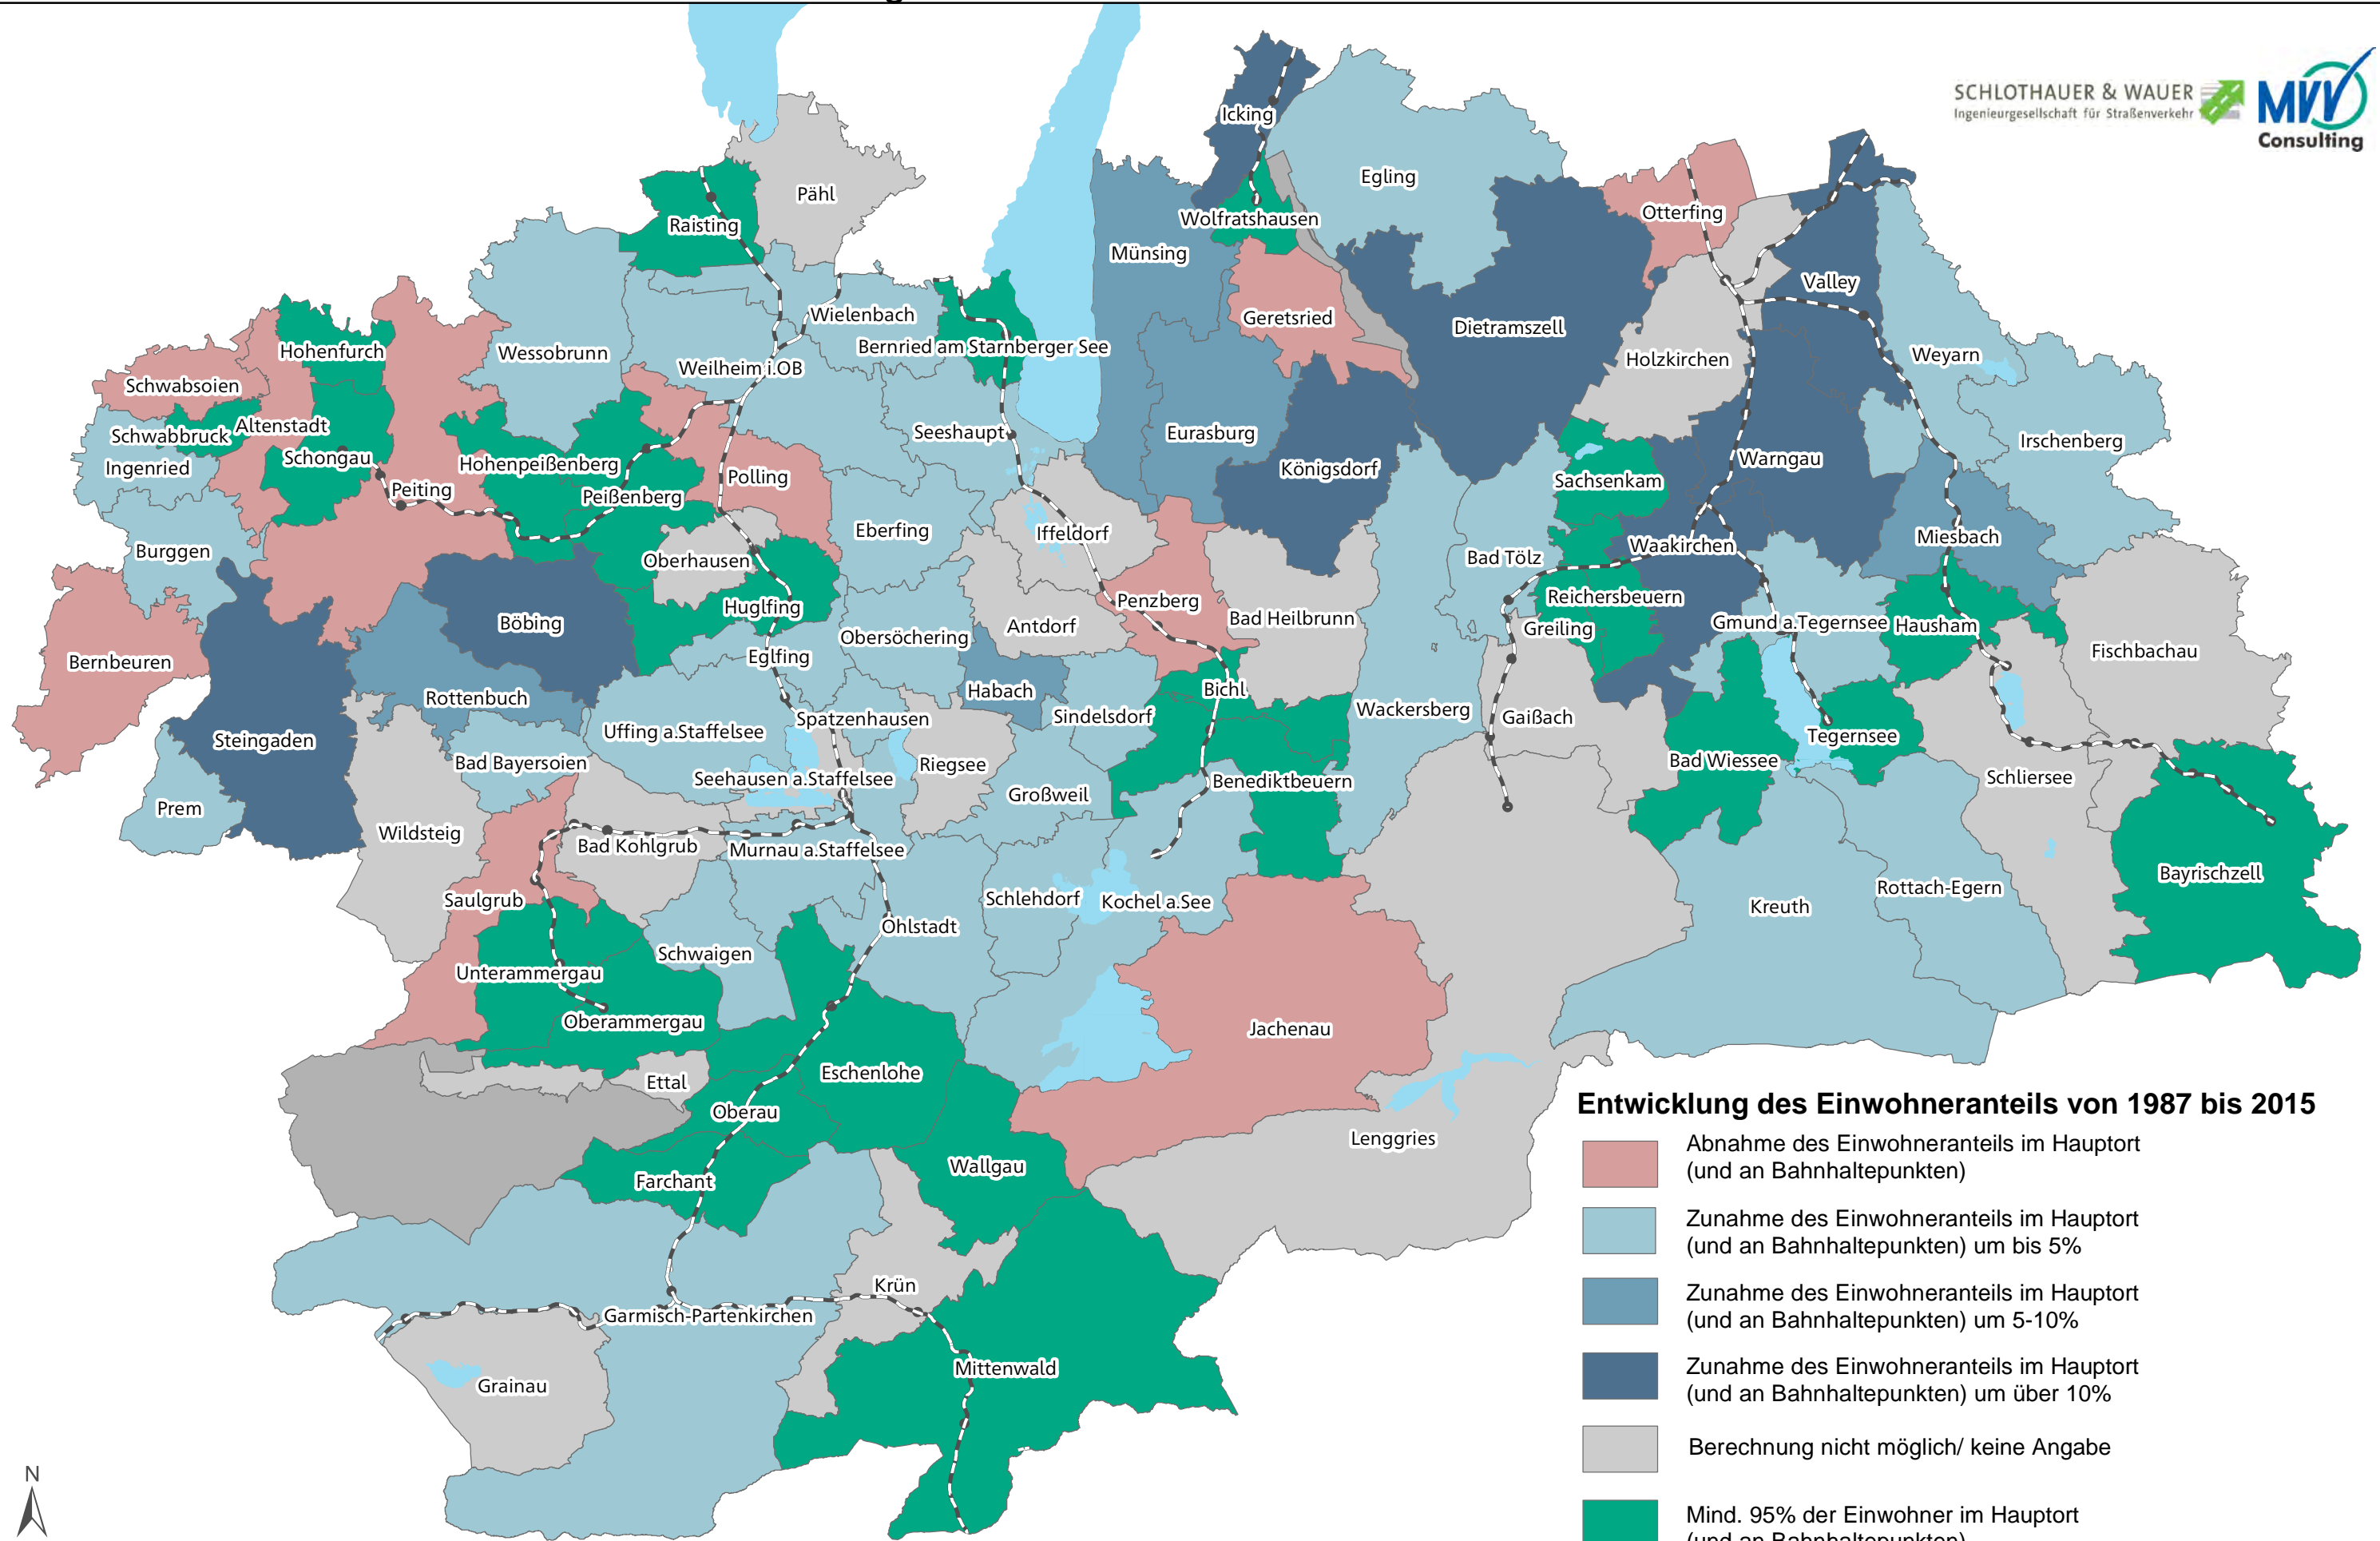 SCHLOTHAUER & WAUER
Ingenieurgesellschaft für Straßenverkehr
MVV
Consulting
Icking
Egling
Pähl
Otterfing
Raisting
Wolfratshausen
Münsing
Valley
Wielenbach
Geretsried
Dietramszell
Hohenfurch
Wessobrunn
Bernried am Starnberger See
Weyarn
Holzkirchen
Weilheim i.OB
Schwabsoien
Altenstadt
Schwabbruck
Seeshaupt
Eurasburg
Irschenberg
Schongau
Hohenpeißenberg
Ingenried
Königsdorf
Warngau
Polling
Sachsenkam
Peiting
Peißenberg
Eberfing
Iffeldorf
Miesbach
Burggen
Waakirchen
Bad Tölz
Oberhausen
Reichersbeuern
Penzberg
Huglfing
Bad Heilbrunn
Böbing
Antdorf
Greiling
Gmund a.Tegernsee
Hausham
Obersöchering
Fischbachau
Eglfing
Bernbeuren
Habach
Bichl
Rottenbuch
Wackersberg
Gaißach
Sindelsdorf
Spatzenhausen
Uffing a.Staffelsee
Steingaden
Tegernsee
Bad Bayersoien
Riegsee
Bad Wiessee
Seehausen a.Staffelsee
Schliersee
Benediktbeuern
Großweil
Prem
Wildsteig
Bad Kohlgrub
Murnau a.Staffelsee
Bayrischzell
Rottach-Egern
Saulgrub
Schlehdorf
Kochel a.See
Kreuth
Ohlstadt
Schwaigen
Unterammergau
Oberammergau
Jachenau
Eschenlohe
Ettal
Oberau
Lenggries
Wallgau
Farchant
Krün
Garmisch-Partenkirchen
Mittenwald
Grainau
N
Entwicklung des Einwohneranteils von 1987 bis 2015
Abnahme des Einwohneranteils im Hauptort
(und an Bahnhaltepunkten)
Zunahme des Einwohneranteils im Hauptort
(und an Bahnhaltepunkten) um bis 5%
Zunahme des Einwohneranteils im Hauptort
(und an Bahnhaltepunkten) um 5-10%
Zunahme des Einwohneranteils im Hauptort
(und an Bahnhaltepunkten) um über 10%
Berechnung nicht möglich/ keine Angabe
Mind. 95% der Einwohner im Hauptort
(und an Bahnhaltepunkten)